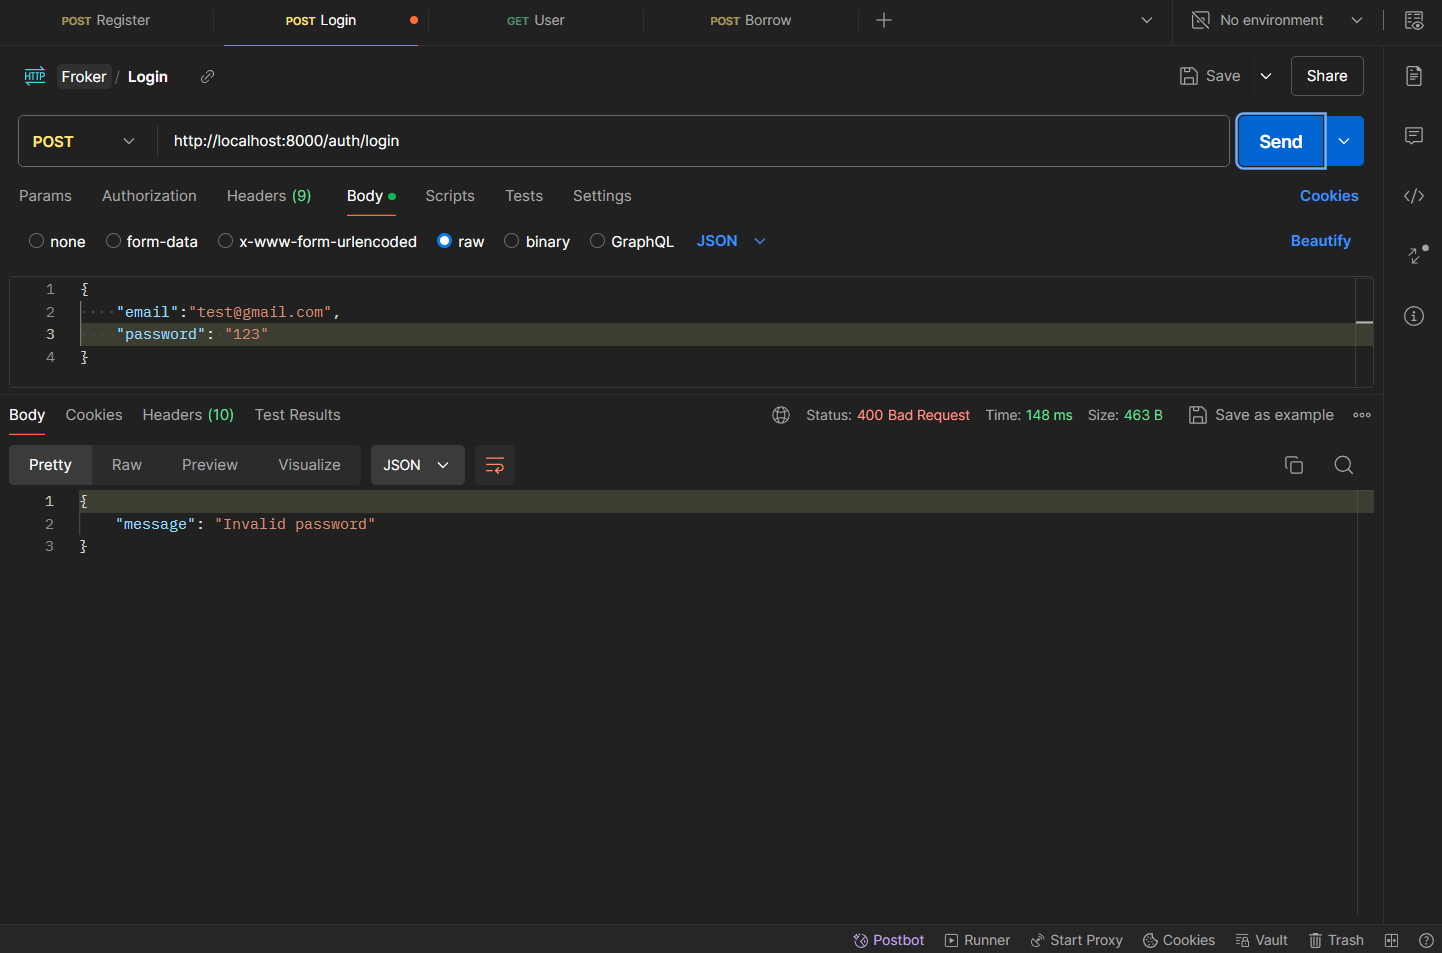 POST Register
POST Login
GET User
POST Borrow
No environment
HTTP Froker / Login
Save
Share
POST
http://localhost:8000/auth/login
Send
Params Authorization Headers (9) Body Scripts Tests Settings Cookies
none form-data x-www-form-urlencoded raw binary GraphQL JSON Beautify
1 {
2 ····"email":"test@gmail.com",
3 ····"password":·"123"
4 }
Body Cookies Headers (10) Test Results Status: 400 Bad Request Time: 148 ms Size: 463 B Save as example
Pretty Raw Preview Visualize JSON
1 {
2 "message": "Invalid password"
3 }
Postbot Runner Start Proxy Cookies Vault Trash